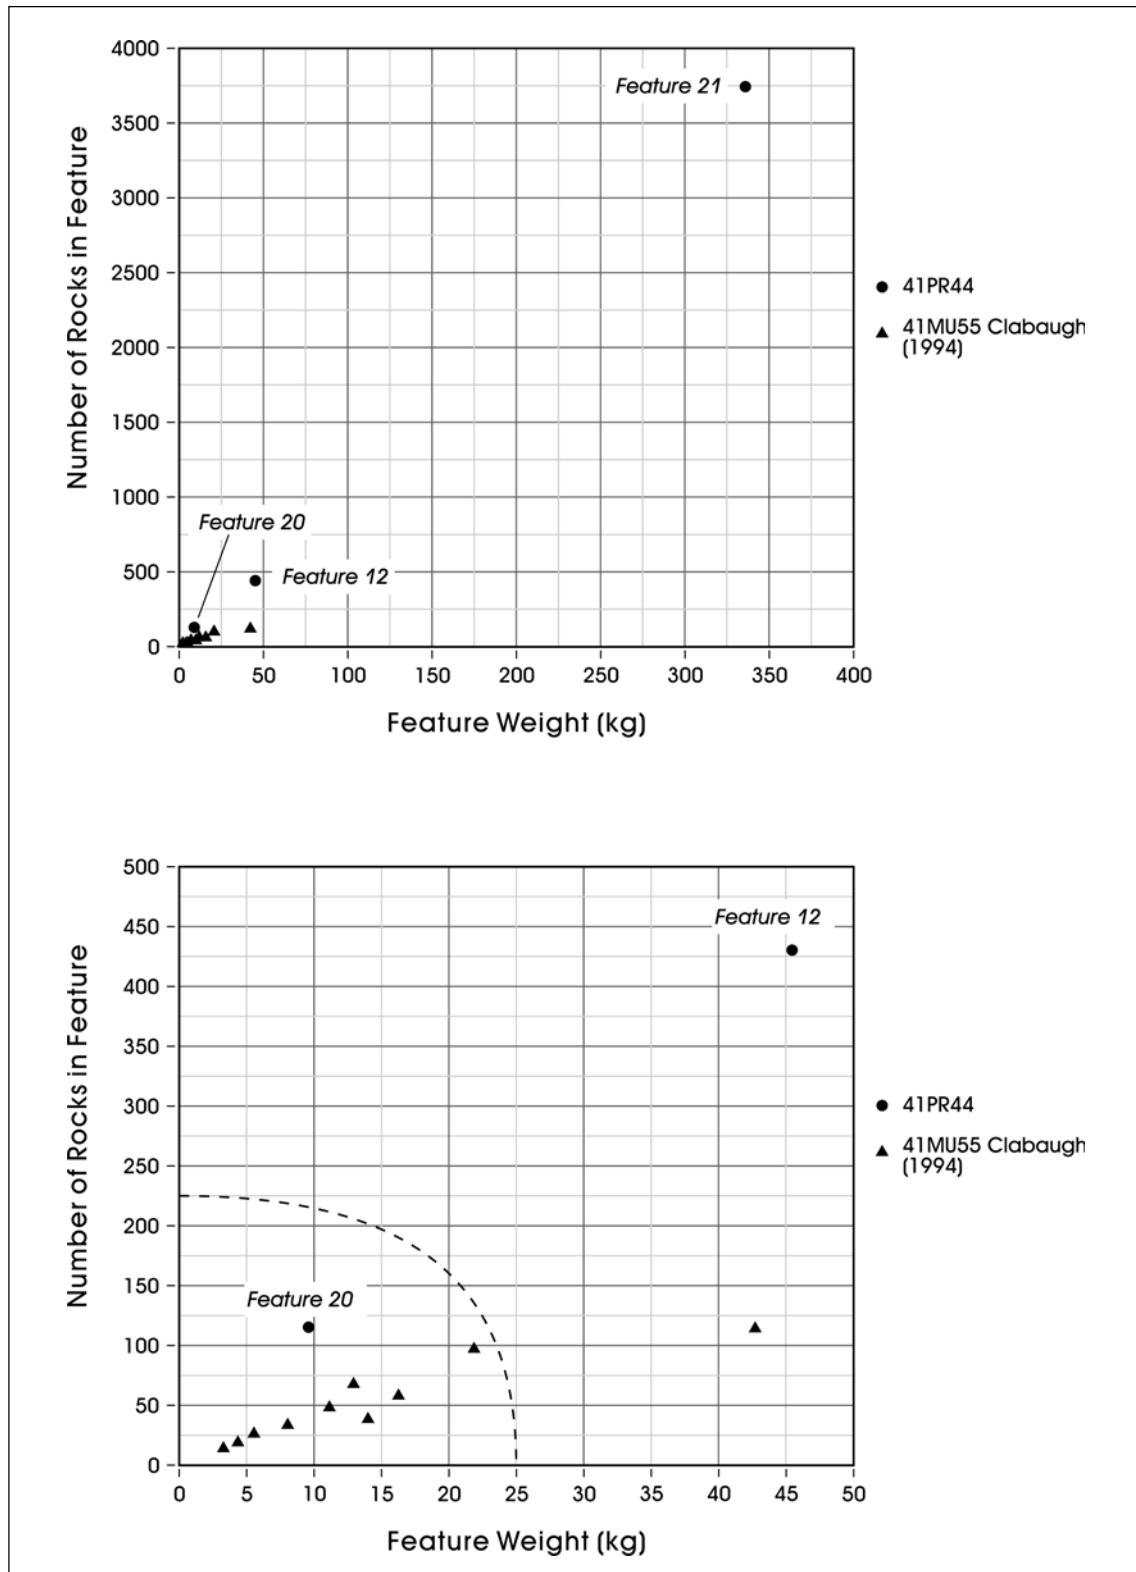 4000
Feature 21
3500
3000
2500
2000
1500
1000
500
0
Number of Rocks in Feature
Feature 20
Feature 12
0 50 100 150 200 250 300 350 400
Feature Weight (kg)
41PR44
41MU55 Clabaugh
(1994)
500
450
400
350
300
250
200
150
100
50
0
Number of Rocks in Feature
Feature 12
Feature 20
0 5 10 15 20 25 30 35 40 45 50
Feature Weight (kg)
41PR44
41MU55 Clabaugh
(1994)